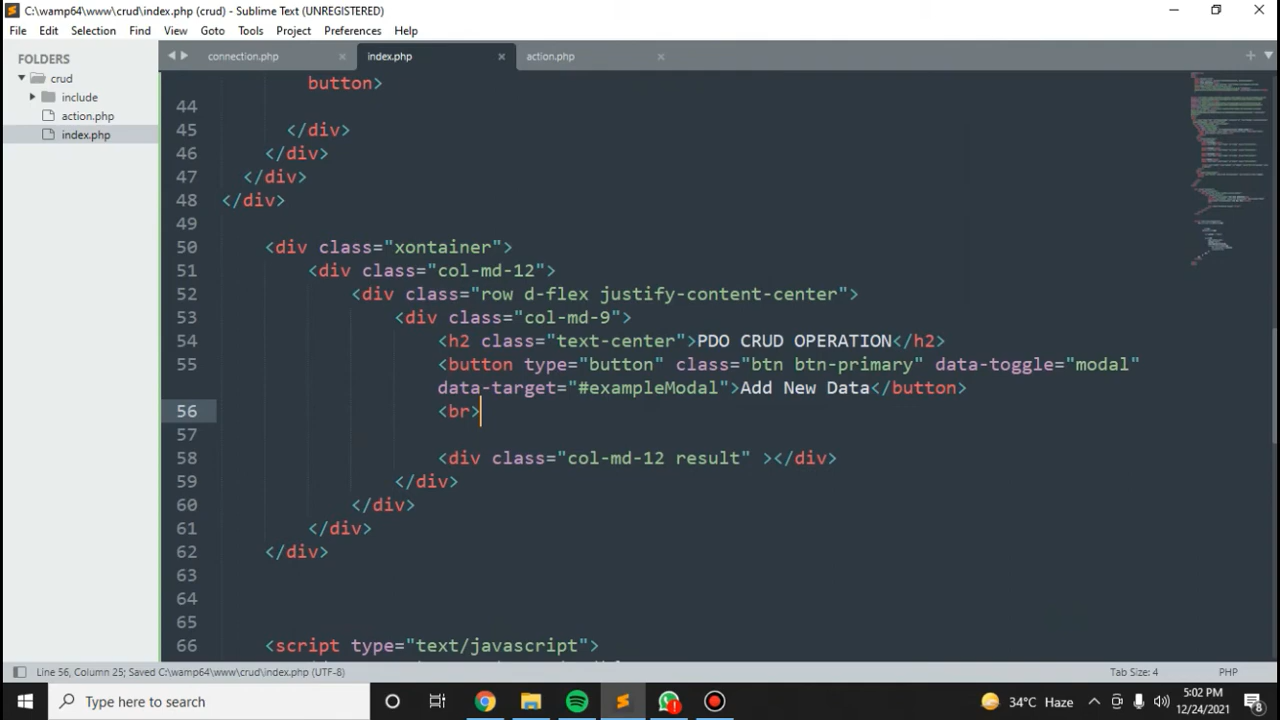 C:\wamp64\www\crud\index.php (crud) - Sublime Text (UNREGISTERED)
File Edit Selection Find View Goto Tools Project Preferences Help
FOLDERS
crud
include
action.php
index.php
connection.php
index.php
action.php
button>
44
45 </div>
46 </div>
47 </div>
48 </div>
49
50 <div class="xontainer">
51 <div class="col-md-12">
52 <div class="row d-flex justify-content-center">
53 <div class="col-md-9">
54 <h2 class="text-center">PDO CRUD OPERATION</h2>
55 <button type="button" class="btn btn-primary" data-toggle="modal"
data-target="#exampleModal">Add New Data</button>
56 <br>
57
58 <div class="col-md-12 result" ></div>
59 </div>
60 </div>
61 </div>
62 </div>
63
64
65
66 <script type="text/javascript">
Line 56, Column 25; Saved C:\wamp64\www\crud\index.php (UTF-8)
Tab Size: 4
PHP
Type here to search
34°C Haze
5:02 PM
12/24/2021
8